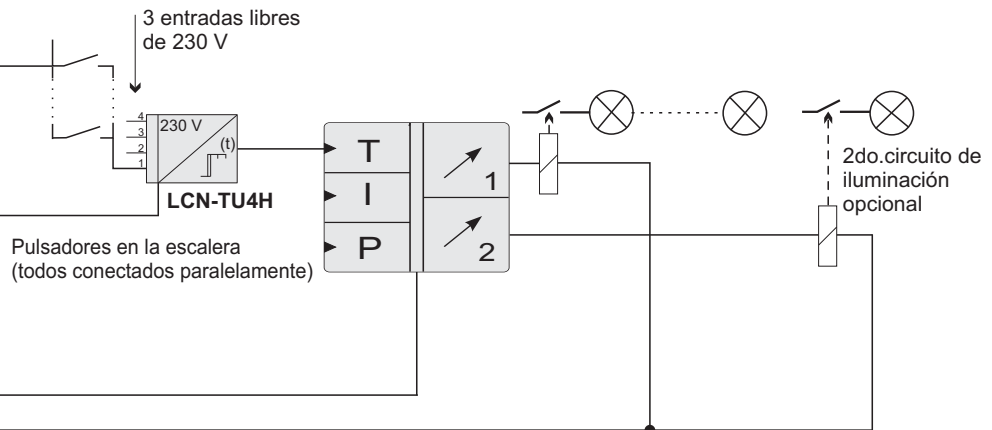 3 entradas libres
de 230 V
4
3
2
1
230 V
(t)
LCN-TU4H
Pulsadores en la escalera
(todos conectados paralelamente)
T
I
P
1
2
2do.circuito de
iluminación
opcional